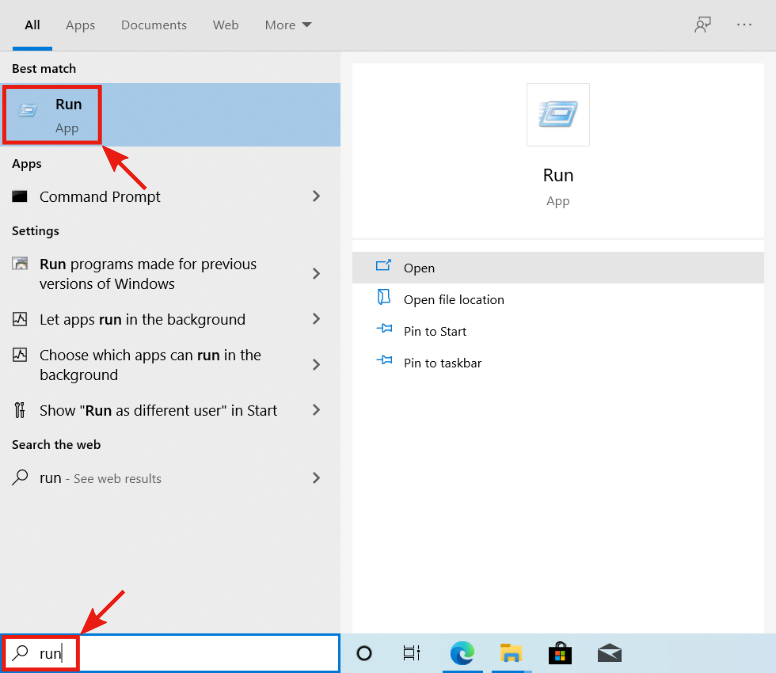 All Apps Documents Web More
Best match
Run
App
Apps
Command Prompt
Settings
Run programs made for previous
versions of Windows
Let apps run in the background
Choose which apps can run in the
background
Show "Run as different user" in Start
Search the web
run - See web results
Run
App
Open
Open file location
Pin to Start
Pin to taskbar
run